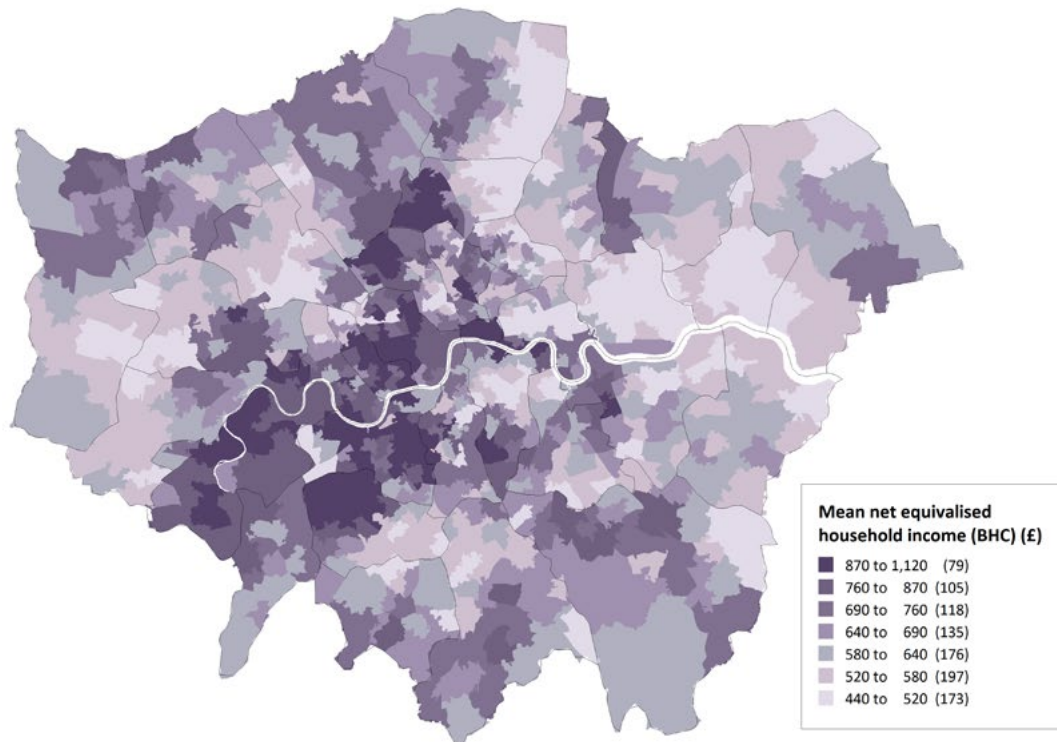 Mean net equivalised
household income (BHC) (£)
870 to 1,120 (79)
760 to 870 (105)
690 to 760 (118)
640 to 690 (135)
580 to 640 (176)
520 to 580 (197)
440 to 520 (173)